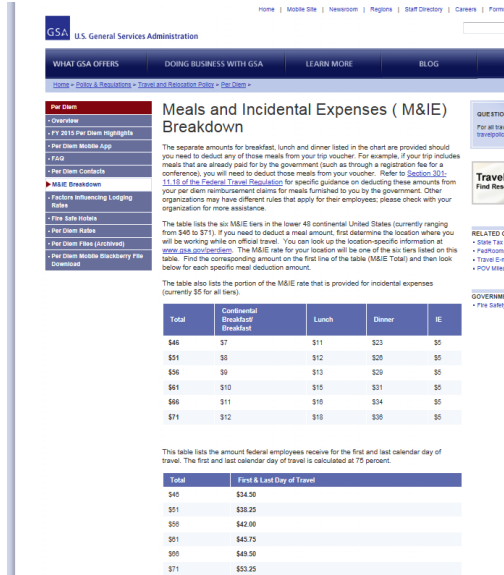 Home | Mobile Site | Newsroom | Regions | Staff Directory | Careers | Forms
GSA U.S. General Services Administration
WHAT GSA OFFERS DOING BUSINESS WITH GSA LEARN MORE BLOG
Home > Policy & Regulations > Travel and Relocation Policy > Per Diem >
Per Diem
Overview
FY 2015 Per Diem Highlights
Per Diem Mobile App
FAQ
Per Diem Contacts
M&IE Breakdown
Factors Influencing Lodging
Rates
Fire Safe Hotels
Per Diem Rates
Per Diem Files (Archived)
Per Diem Mobile Blackberry File
Download
Meals and Incidental Expenses ( M&IE)
Breakdown
The separate amounts for breakfast, lunch and dinner listed in the chart are provided should
you need to deduct any of those meals from your trip voucher. For example, if your trip includes
meals that are already paid for by the government (such as through a registration fee for a
conference), you will need to deduct those meals from your voucher. Refer to Section 301-
11.18 of the Federal Travel Regulation for specific guidance on deducting these amounts from
your per diem reimbursement claims for meals furnished to you by the government. Other
organizations may have different rules that apply for their employees; please check with your
organization for more assistance.
The table lists the six M&IE tiers in the lower 48 continental United States (currently ranging
from $46 to $71). If you need to deduct a meal amount, first determine the location where you
will be working while on official travel. You can look up the location-specific information at
www.gsa.gov/perdiem. The M&IE rate for your location will be one of the six tiers listed on this
table. Find the corresponding amount on the first line of the table (M&IE Total) and then look
below for each specific meal deduction amount.
The table also lists the portion of the M&IE rate that is provided for incidental expenses
(currently $5 for all tiers).
Total Continental Breakfast/ Breakfast Lunch Dinner IE
$46 $7 $11 $23 $5
$51 $8 $12 $26 $5
$56 $9 $13 $29 $5
$61 $10 $15 $31 $5
$66 $11 $16 $34 $5
$71 $12 $18 $36 $5
This table lists the amount federal employees receive for the first and last calendar day of
travel. The first and last calendar day of travel is calculated at 75 percent.
Total First & Last Day of Travel
$46 $34.50
$51 $38.25
$56 $42.00
$61 $45.75
$66 $49.50
$71 $53.25
QUESTIO
For all trav
travelpolic
Travel
Find Res
RELATED
State Tax
FedRoom
Travel E-m
POV Milea
GOVERNM
Fire Safety